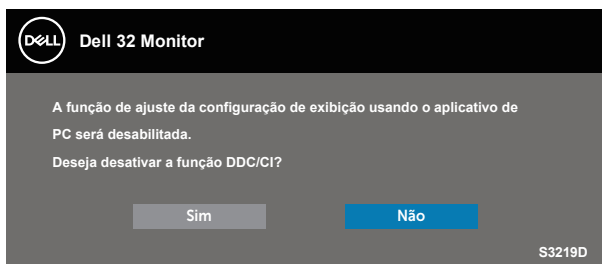 DELL Dell 32 Monitor
A função de ajuste da configuração de exibição usando o aplicativo de
PC será desabilitada.
Deseja desativar a função DDC/CI?
Sim Não
S3219D